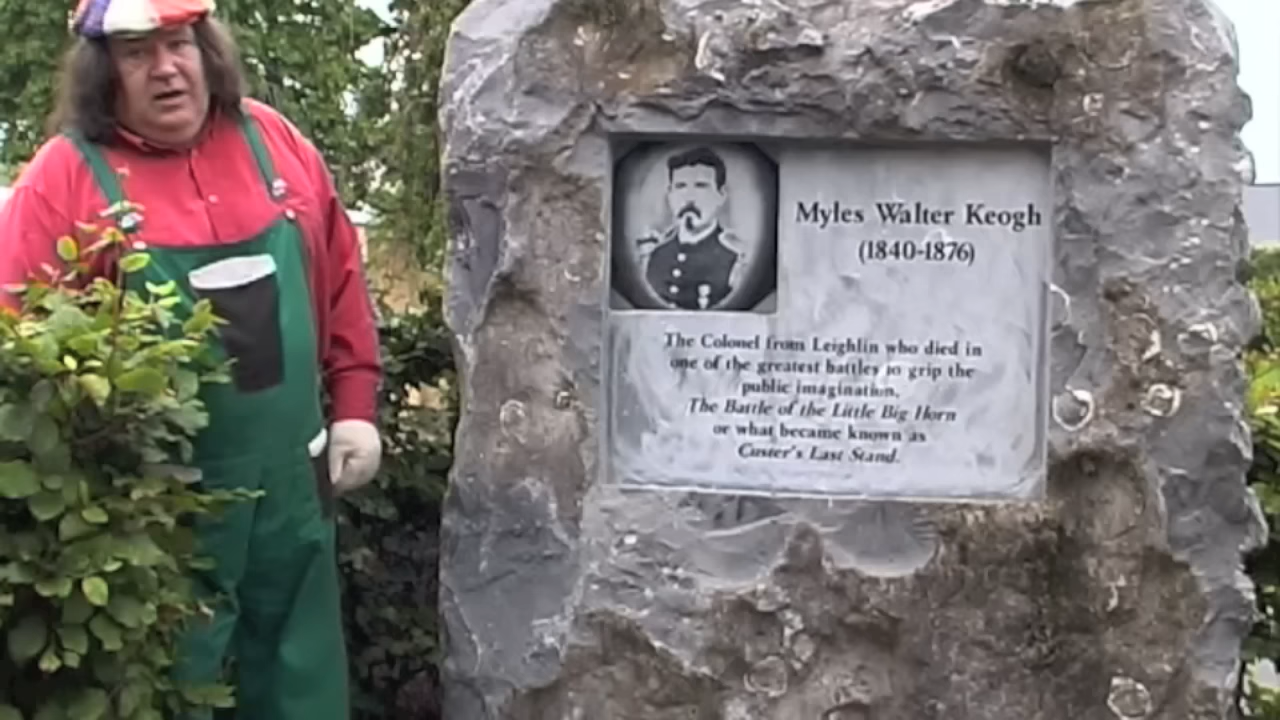 Myles Walter Keogh
(1840-1876)
The Colonel from Leighlin who died in
one of the greatest battles to grip the
public imagination,
The Battle of the Little Big Horn
or what became known as
Custer's Last Stand.